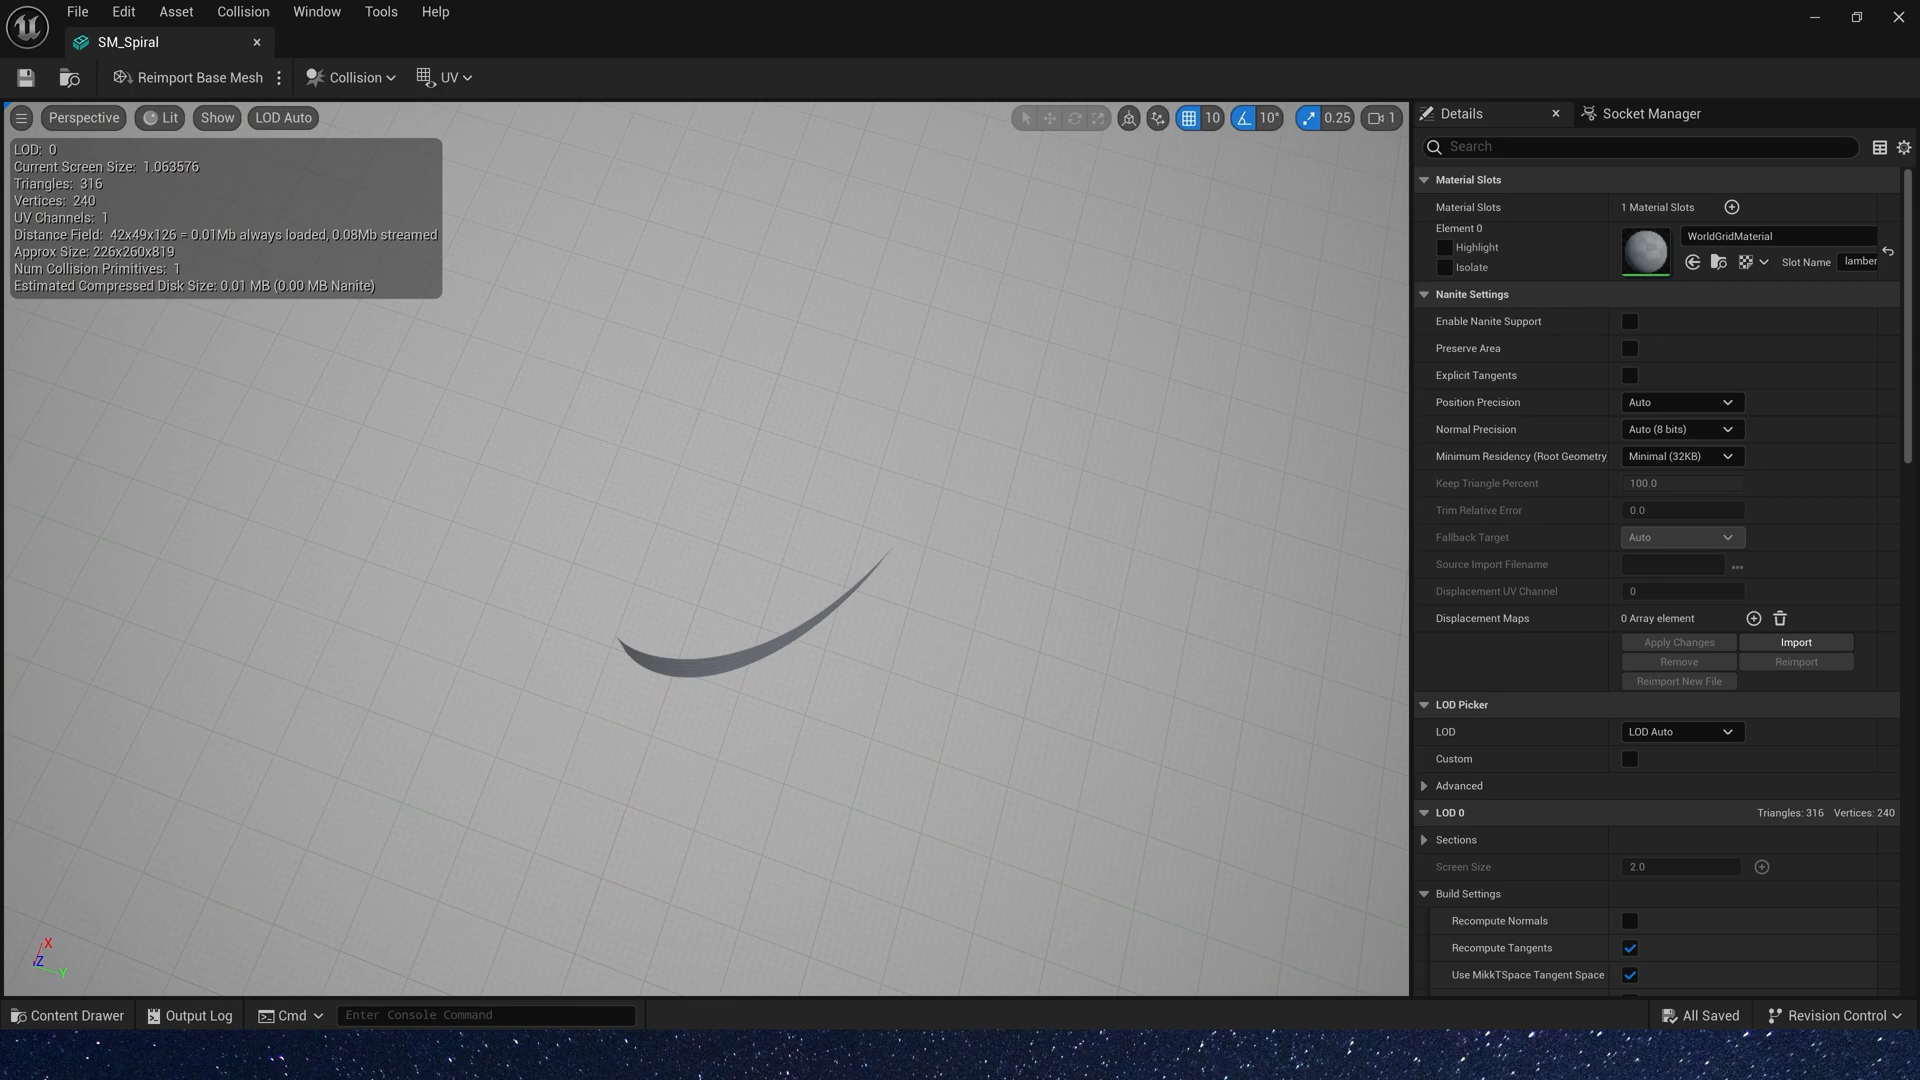 File Edit Asset Collision Window Tools Help
SM_Spiral
Reimport Base Mesh Collision UV
Perspective Lit Show LOD Auto 10 10° 0.25 1
LOD: 0
Current Screen Size: 1.063576
Triangles: 316
Vertices: 240
UV Channels: 1
Distance Field: 42x49x126 = 0.01Mb always loaded, 0.08Mb streamed
Approx Size: 226x260x819
Num Collision Primitives: 1
Estimated Compressed Disk Size: 0.01 MB (0.00 MB Nanite)
X
Z
Y
Details Socket Manager
Search
Material Slots
Material Slots 1 Material Slots
Element 0
Highlight
Isolate
WorldGridMaterial
Slot Name lamber
Nanite Settings
Enable Nanite Support
Preserve Area
Explicit Tangents
Position Precision Auto
Normal Precision Auto (8 bits)
Minimum Residency (Root Geometry Minimal (32KB)
Keep Triangle Percent 100.0
Trim Relative Error 0.0
Fallback Target Auto
Source Import Filename
Displacement UV Channel 0
Displacement Maps 0 Array element
Apply Changes Import
Remove Reimport
Reimport New File
LOD Picker
LOD LOD Auto
Custom
Advanced
LOD 0 Triangles: 316 Vertices: 240
Sections
Screen Size 2.0
Build Settings
Recompute Normals
Recompute Tangents
Use MikkTSpace Tangent Space
Content Drawer Output Log Cmd Enter Console Command All Saved Revision Control